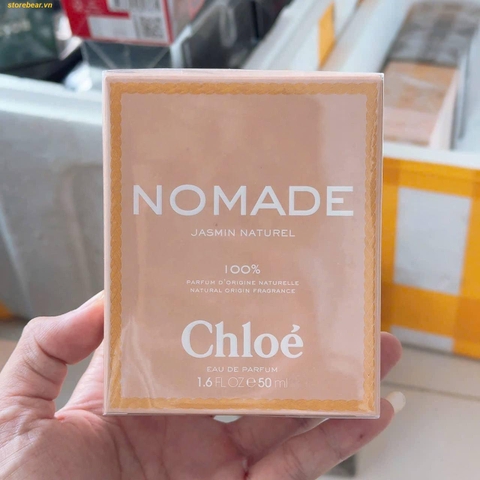 storebear.vn
NOMADE
JASMIN NATUREL
100%
PARFUM D'ORIGINE NATURELLE
NATURAL ORIGIN FRAGRANCE
Chloé
EAU DE PARFUM
1.6 FL OZ ℮ 50 ml